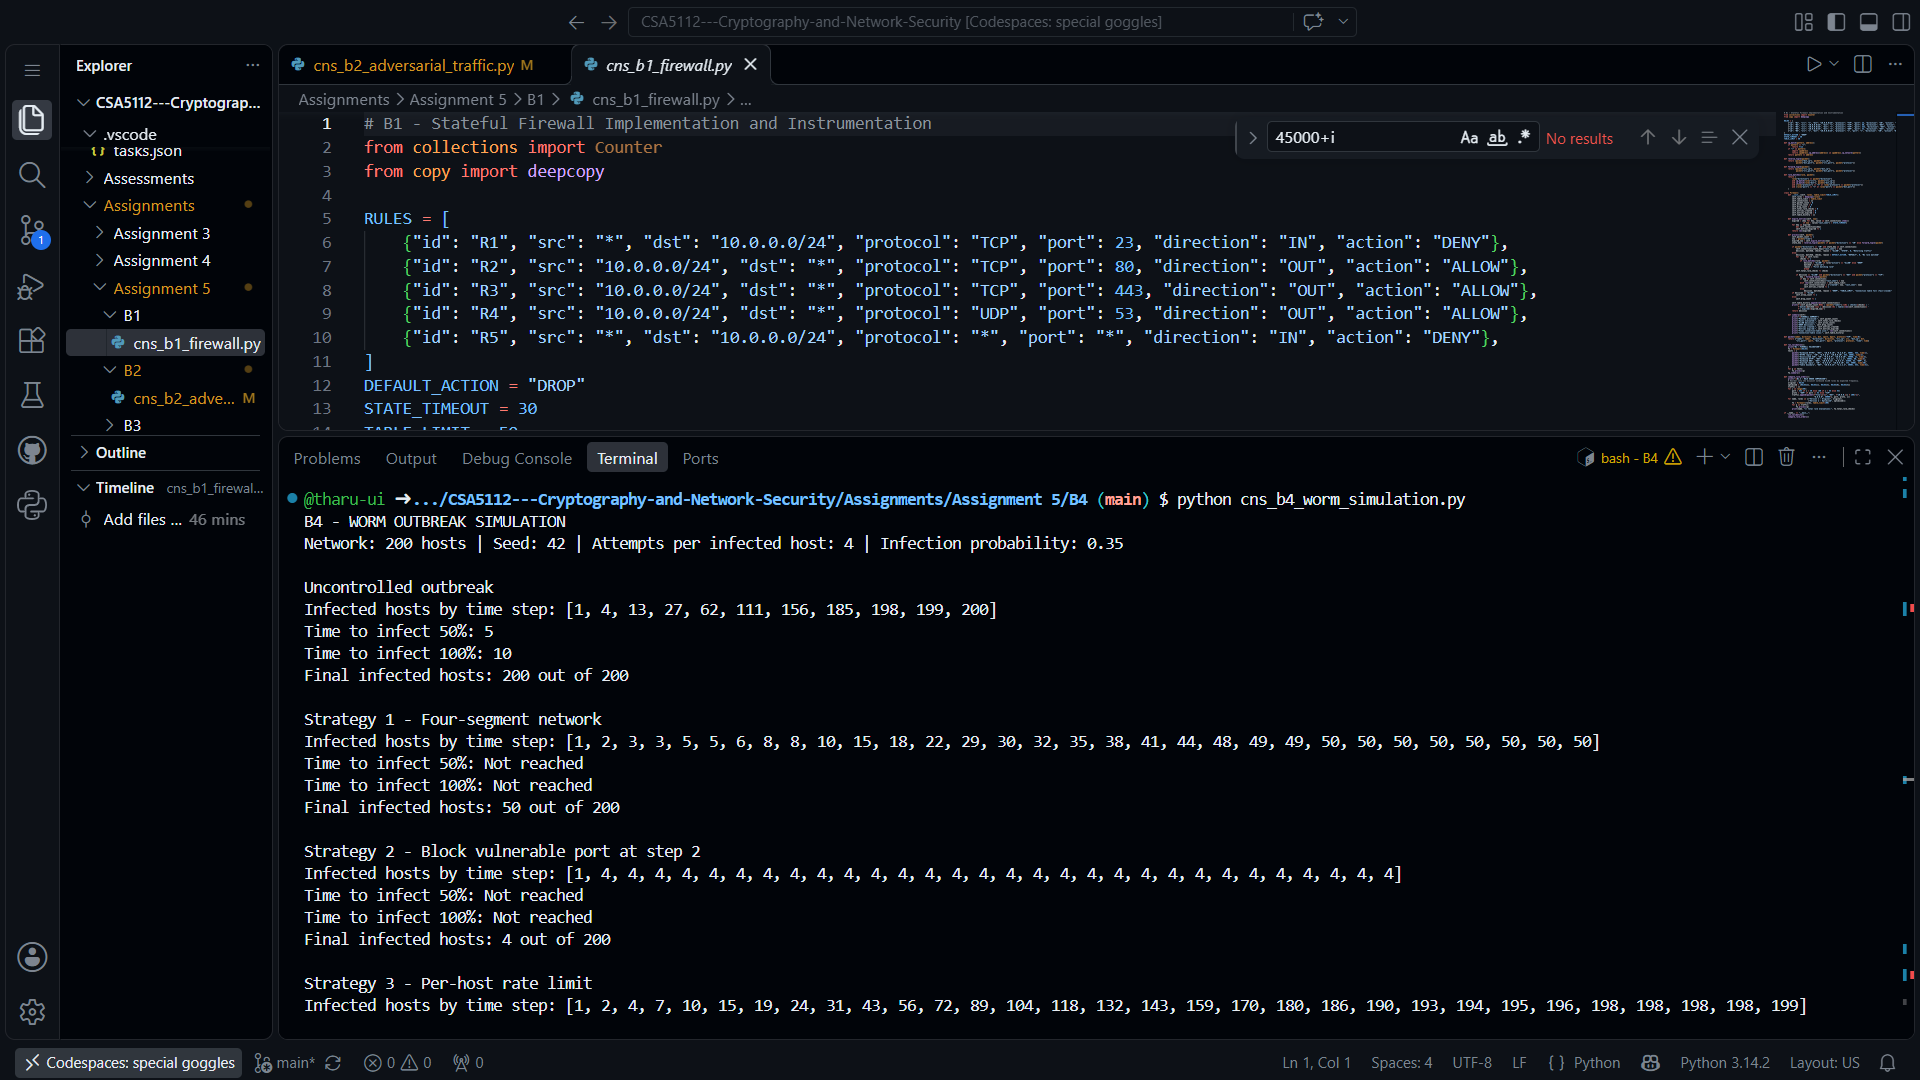 CSA5112---Cryptography-and-Network-Security [Codespaces: special goggles]
Explorer
CSA5112---Cryptograp...
.vscode
tasks.json
Assessments
Assignments
Assignment 3
Assignment 4
Assignment 5
B1
cns_b1_firewall.py
B2
cns_b2_adve... M
B3
Outline
Timeline cns_b1_firewal...
Add files ... 46 mins
1
cns_b2_adversarial_traffic.py M
cns_b1_firewall.py
Assignments > Assignment 5 > B1 > cns_b1_firewall.py > ...
45000+i Aa ab .* No results
1 # B1 - Stateful Firewall Implementation and Instrumentation
2 from collections import Counter
3 from copy import deepcopy
4
5 RULES = [
6 {"id": "R1", "src": "*", "dst": "10.0.0.0/24", "protocol": "TCP", "port": 23, "direction": "IN", "action": "DENY"},
7 {"id": "R2", "src": "10.0.0.0/24", "dst": "*", "protocol": "TCP", "port": 80, "direction": "OUT", "action": "ALLOW"},
8 {"id": "R3", "src": "10.0.0.0/24", "dst": "*", "protocol": "TCP", "port": 443, "direction": "OUT", "action": "ALLOW"},
9 {"id": "R4", "src": "10.0.0.0/24", "dst": "*", "protocol": "UDP", "port": 53, "direction": "OUT", "action": "ALLOW"},
10 {"id": "R5", "src": "*", "dst": "10.0.0.0/24", "protocol": "*", "port": "*", "direction": "IN", "action": "DENY"},
11 ]
12 DEFAULT_ACTION = "DROP"
13 STATE_TIMEOUT = 30
Problems Output Debug Console Terminal Ports
bash - B4
@tharu-ui ➜.../CSA5112---Cryptography-and-Network-Security/Assignments/Assignment 5/B4 (main) $ python cns_b4_worm_simulation.py
B4 - WORM OUTBREAK SIMULATION
Network: 200 hosts | Seed: 42 | Attempts per infected host: 4 | Infection probability: 0.35
Uncontrolled outbreak
Infected hosts by time step: [1, 4, 13, 27, 62, 111, 156, 185, 198, 199, 200]
Time to infect 50%: 5
Time to infect 100%: 10
Final infected hosts: 200 out of 200
Strategy 1 - Four-segment network
Infected hosts by time step: [1, 2, 3, 3, 5, 5, 6, 8, 8, 10, 15, 18, 22, 29, 30, 32, 35, 38, 41, 44, 48, 49, 49, 50, 50, 50, 50, 50, 50, 50, 50]
Time to infect 50%: Not reached
Time to infect 100%: Not reached
Final infected hosts: 50 out of 200
Strategy 2 - Block vulnerable port at step 2
Infected hosts by time step: [1, 4, 4, 4, 4, 4, 4, 4, 4, 4, 4, 4, 4, 4, 4, 4, 4, 4, 4, 4, 4, 4, 4, 4, 4, 4, 4, 4, 4, 4, 4]
Time to infect 50%: Not reached
Time to infect 100%: Not reached
Final infected hosts: 4 out of 200
Strategy 3 - Per-host rate limit
Infected hosts by time step: [1, 2, 4, 7, 10, 15, 19, 24, 31, 43, 56, 72, 89, 104, 118, 132, 143, 159, 170, 180, 186, 190, 193, 194, 195, 196, 198, 198, 198, 198, 199]
Codespaces: special goggles main* 0 0 0
Ln 1, Col 1 Spaces: 4 UTF-8 LF { } Python Python 3.14.2 Layout: US